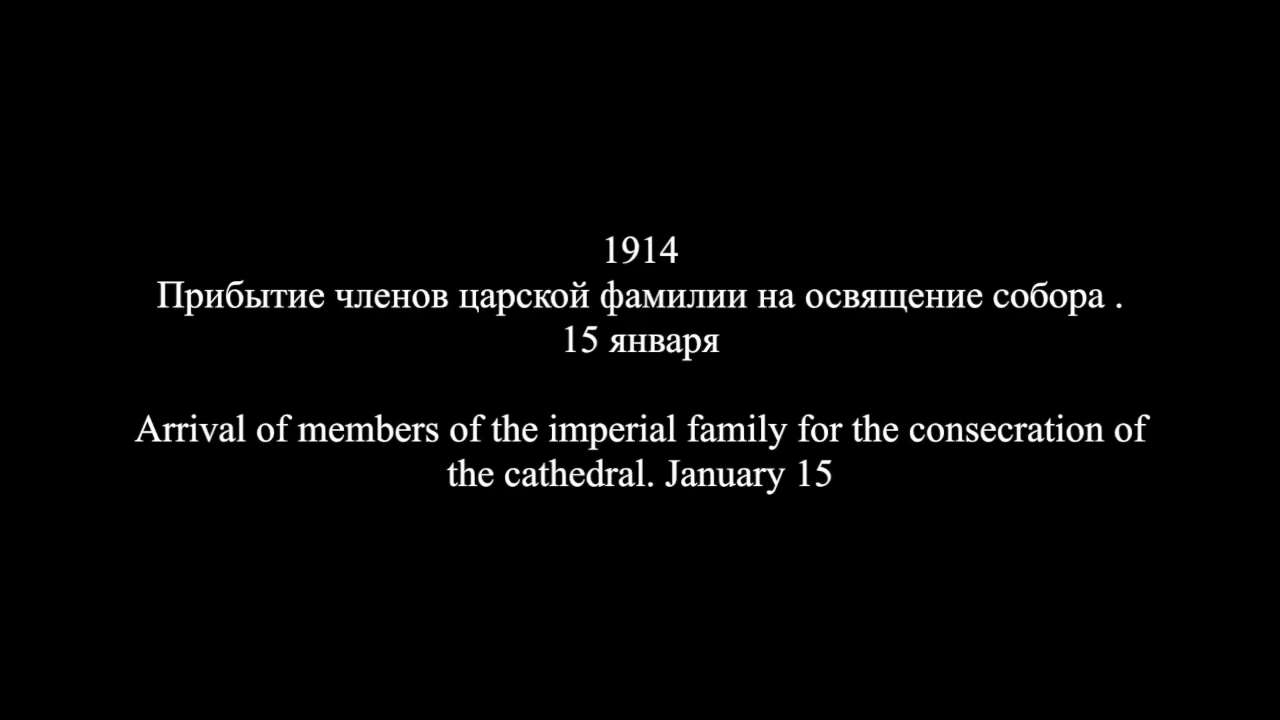 1914
Прибытие членов царской фамилии на освящение собора .
15 января
Arrival of members of the imperial family for the consecration of
the cathedral. January 15